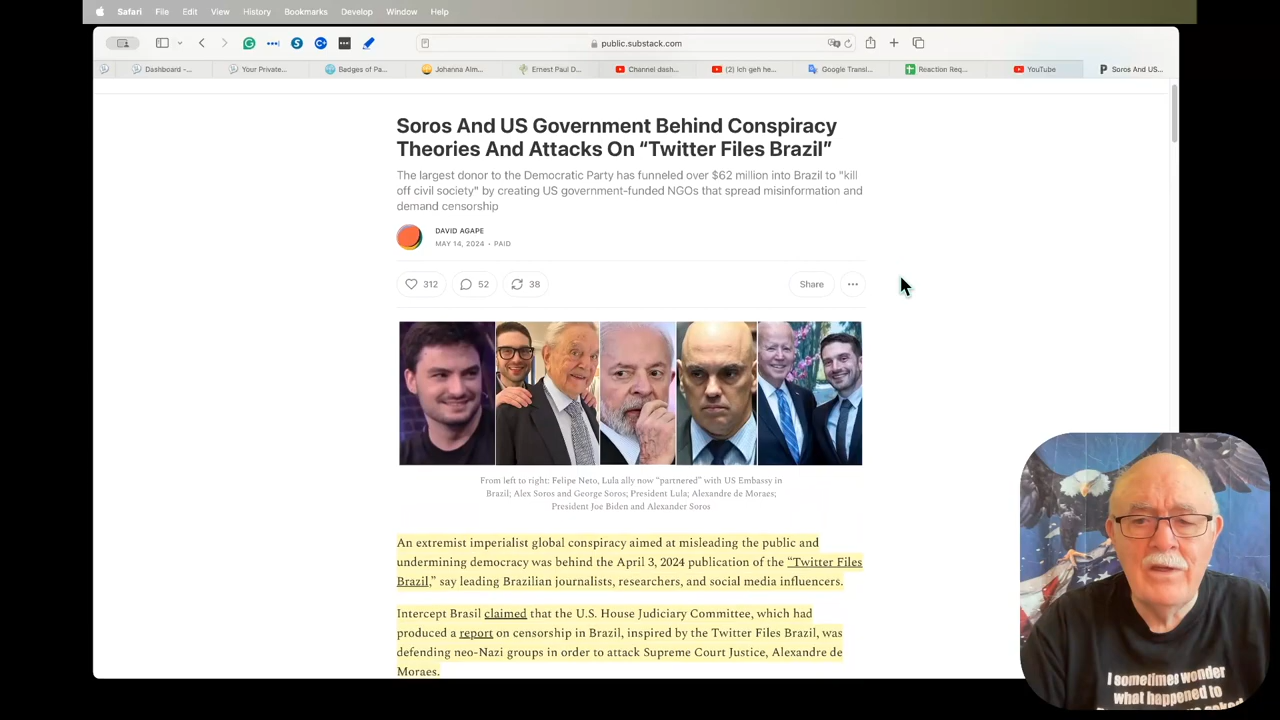 Safari File Edit View History Bookmarks Develop Window Help
public.substack.com
Dashboard -... Your Private... Badges of Pa... Johanna Alm... Ernest Paul D... Channel dash... (2) Ich geh he... Google Transl... Reaction Req... YouTube Soros And US...
Soros And US Government Behind Conspiracy
Theories And Attacks On “Twitter Files Brazil”
The largest donor to the Democratic Party has funneled over $62 million into Brazil to "kill
off civil society" by creating US government-funded NGOs that spread misinformation and
demand censorship
DAVID AGAPE
MAY 14, 2024 • PAID
312 52 38 Share
From left to right: Felipe Neto, Lula ally now “partnered” with US Embassy in
Brazil; Alex Soros and George Soros; President Lula; Alexandre de Moraes;
President Joe Biden and Alexander Soros
An extremist imperialist global conspiracy aimed at misleading the public and
undermining democracy was behind the April 3, 2024 publication of the “Twitter Files
Brazil,” say leading Brazilian journalists, researchers, and social media influencers.
Intercept Brasil claimed that the U.S. House Judiciary Committee, which had
produced a report on censorship in Brazil, inspired by the Twitter Files Brazil, was
defending neo-Nazi groups in order to attack Supreme Court Justice, Alexandre de
Moraes.
I sometimes wonder
what happened to